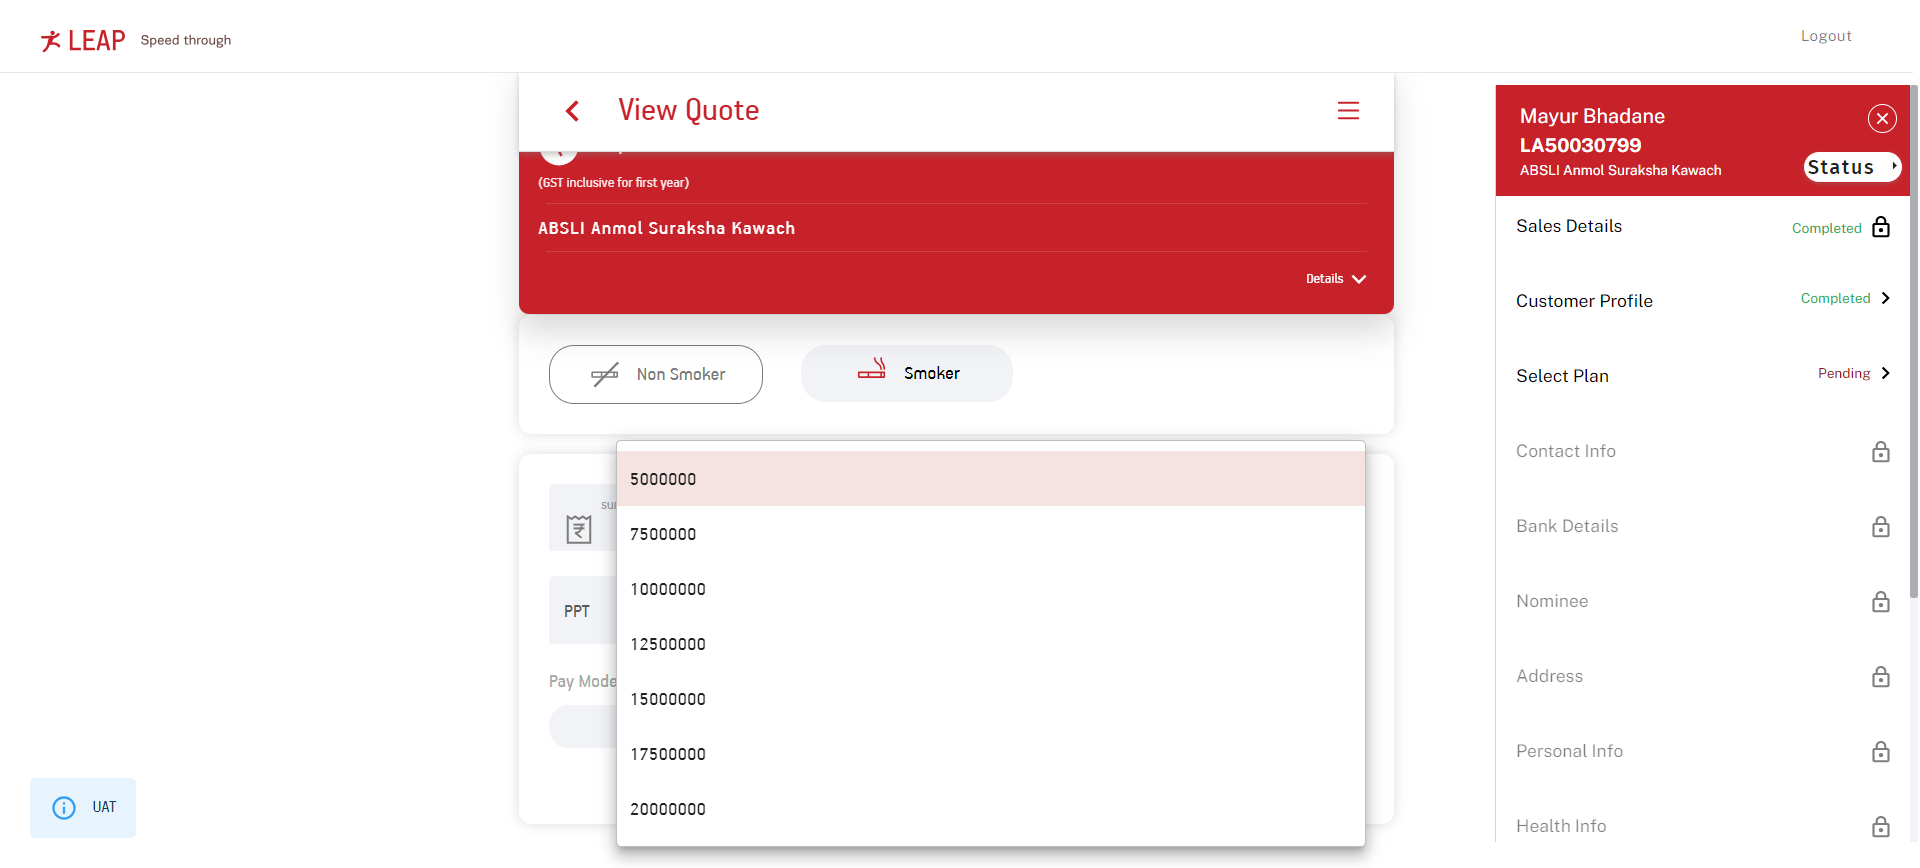 LEAP
Speed through
Logout
View Quote
(GST inclusive for first year)
ABSLI Anmol Suraksha Kawach
Details
Non Smoker
Smoker
5000000
7500000
10000000
12500000
15000000
17500000
20000000
PPT
Pay Mode
UAT
Mayur Bhadane
LA50030799
ABSLI Anmol Suraksha Kawach
Status
Sales Details
Completed
Customer Profile
Completed
Select Plan
Pending
Contact Info
Bank Details
Nominee
Address
Personal Info
Health Info